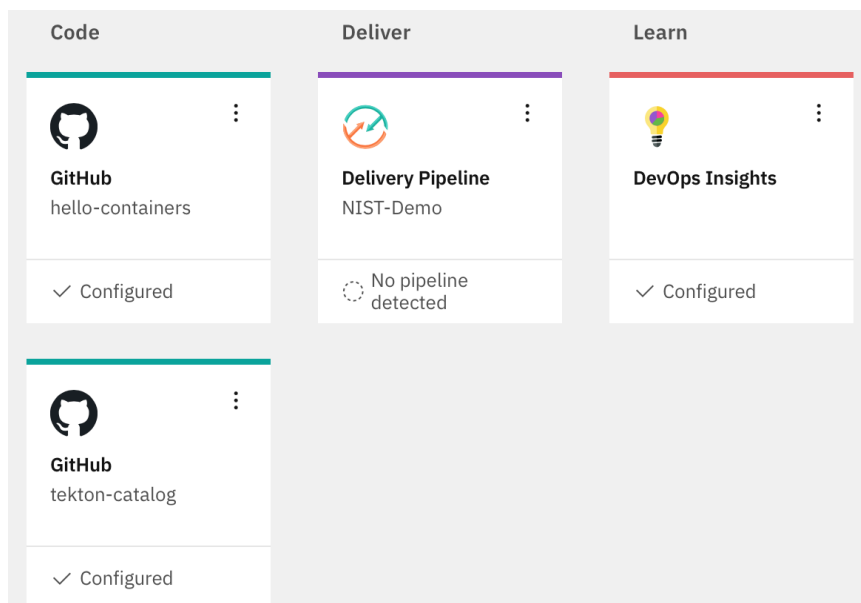 Code
Deliver
Learn
GitHub
hello-containers
Configured
Delivery Pipeline
NIST-Demo
No pipeline
detected
DevOps Insights
Configured
GitHub
tekton-catalog
Configured